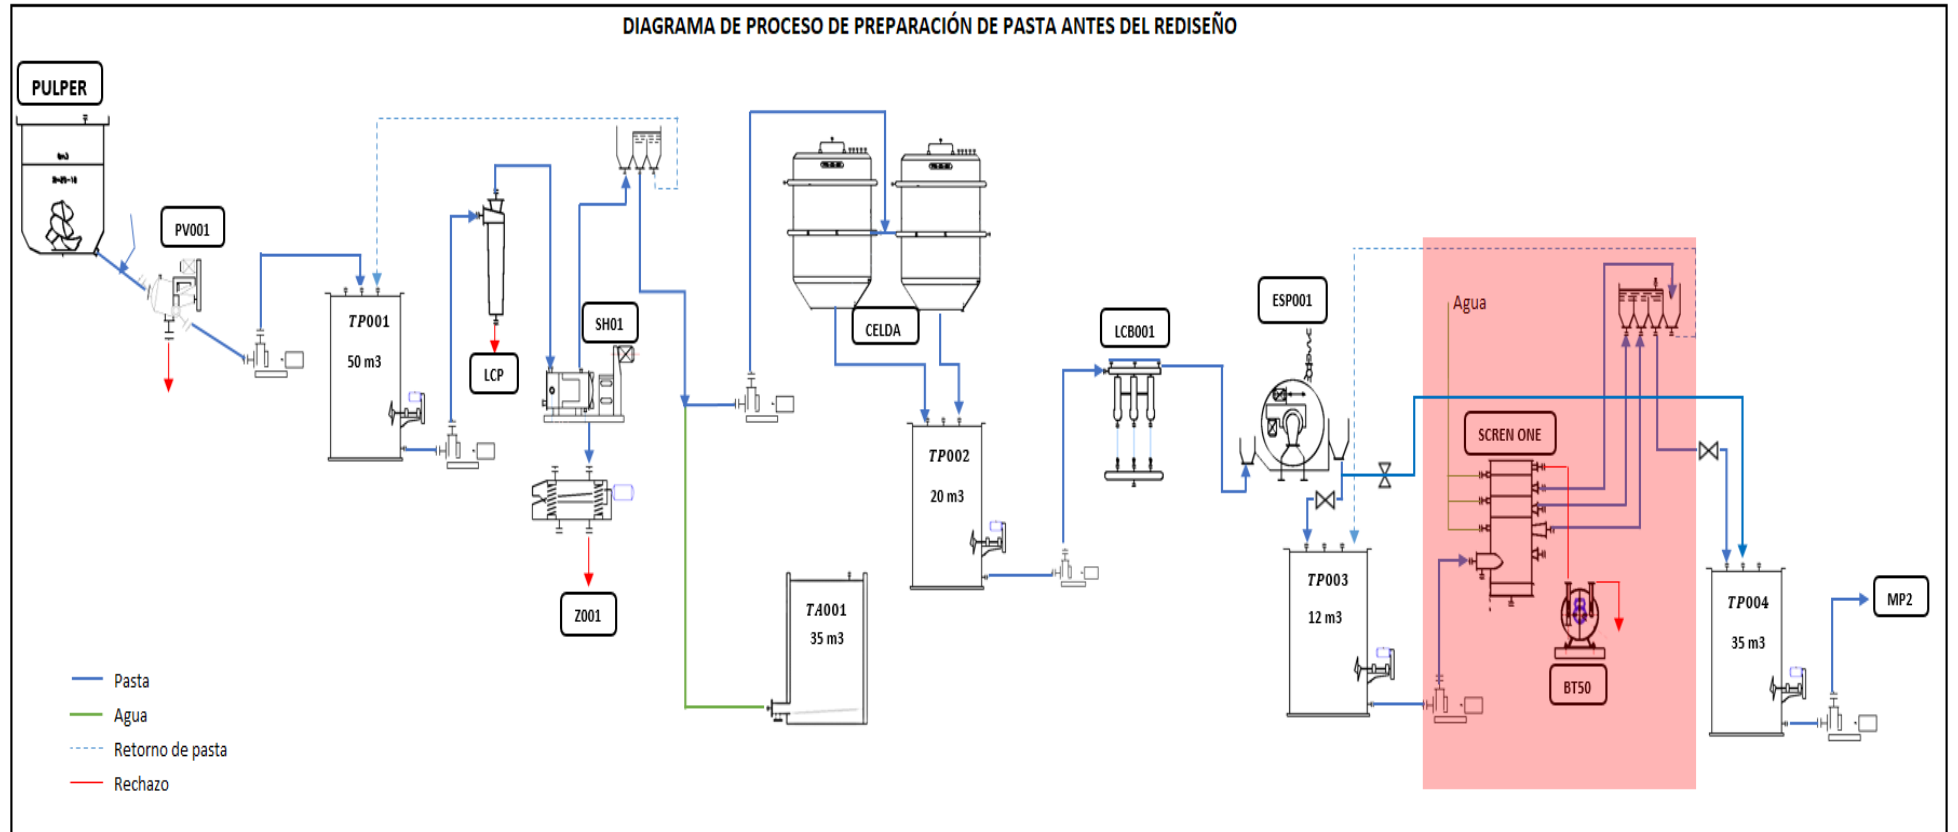 DIAGRAMA DE PROCESO DE PREPARACIÓN DE PASTA ANTES DEL REDISEÑO
PULPER
PV001
TP001
50 m3
LCP
SH01
Z001
CELDA
TA001
35 m3
TP002
20 m3
LCB001
ESP001
TP003
12 m3
Agua
SCREN ONE
BT50
TP004
35 m3
MP2
Pasta
Agua
Retorno de pasta
Rechazo